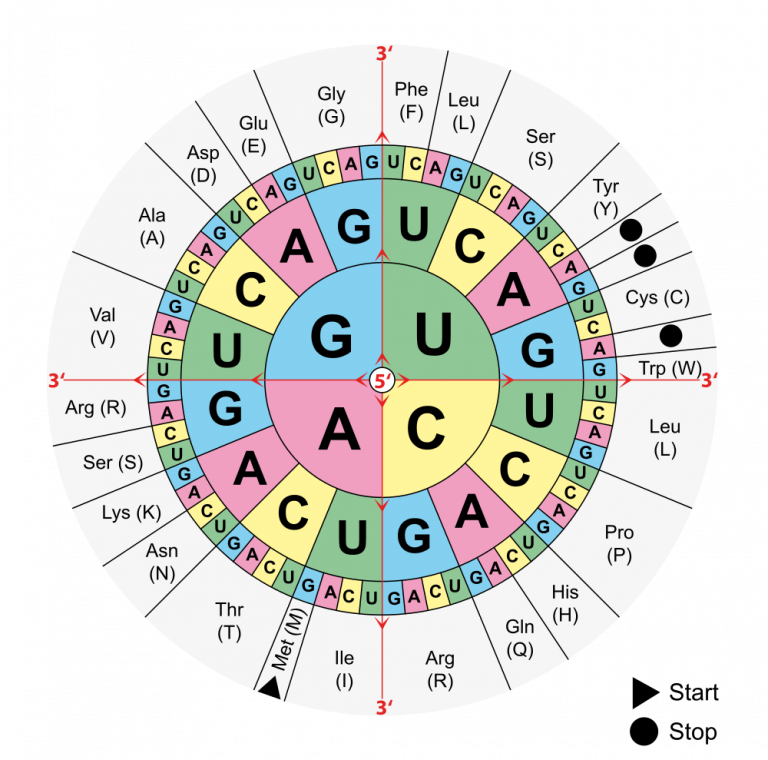 3'
Phe
(F)
Leu
(L)
Ser
(S)
Tyr
(Y)
Cys (C)
Trp (W)
3'
Leu
(L)
Pro
(P)
His
(H)
Gln
(Q)
Arg
(R)
3'
Ile
(I)
Met (M)
Thr
(T)
Asn
(N)
Lys (K)
Ser (S)
Arg (R)
3'
Val
(V)
Ala
(A)
Asp
(D)
Glu
(E)
Gly
(G)
U C A G U C A G U C A G U C A G
U C A G U C A G U C A G U C A G
U C A G U C A G U C A G U C A G
U C A G U C A G U C A G U C A G
U C A G
U C A G
U C A G
U C A G
G U
5'
A C
Start
Stop